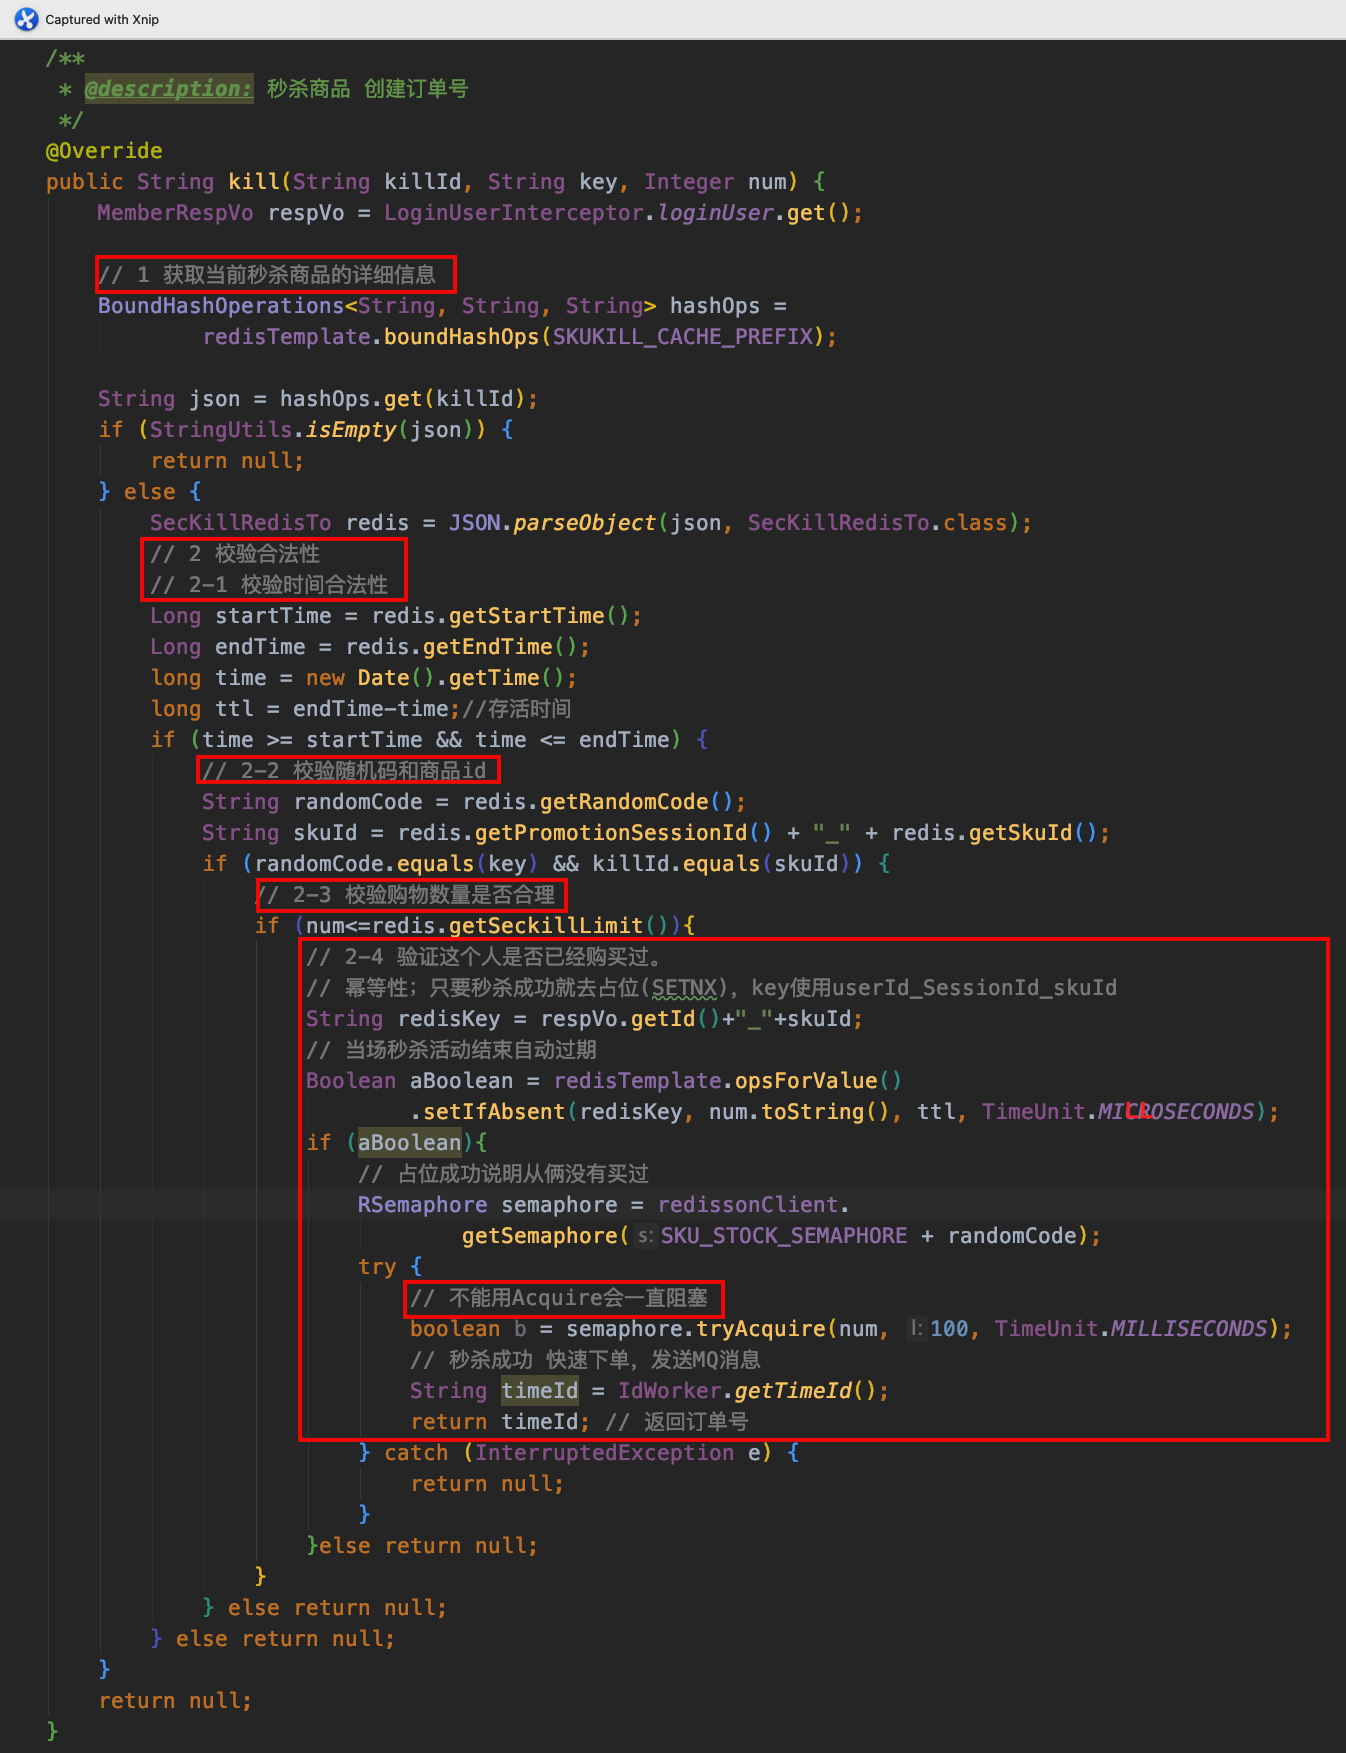 Captured with Xnip
/**
* @description: 秒杀商品 创建订单号
*/
@Override
public String kill(String killId, String key, Integer num) {
MemberRespVo respVo = LoginUserInterceptor.loginUser.get();
// 1 获取当前秒杀商品的详细信息
BoundHashOperations<String, String, String> hashOps =
redisTemplate.boundHashOps(SKUKILL_CACHE_PREFIX);
String json = hashOps.get(killId);
if (StringUtils.isEmpty(json)) {
return null;
} else {
SecKillRedisTo redis = JSON.parseObject(json, SecKillRedisTo.class);
// 2 校验合法性
// 2-1 校验时间合法性
Long startTime = redis.getStartTime();
Long endTime = redis.getEndTime();
long time = new Date().getTime();
long ttl = endTime-time;//存活时间
if (time >= startTime && time <= endTime) {
// 2-2 校验随机码和商品id
String randomCode = redis.getRandomCode();
String skuId = redis.getPromotionSessionId() + "_" + redis.getSkuId();
if (randomCode.equals(key) && killId.equals(skuId)) {
// 2-3 校验购物数量是否合理
if (num<=redis.getSeckillLimit()){
// 2-4 验证这个人是否已经购买过。
// 幂等性；只要秒杀成功就去占位(SETNX)，key使用userId_SessionId_skuId
String redisKey = respVo.getId()+"_"+skuId;
// 当场秒杀活动结束自动过期
Boolean aBoolean = redisTemplate.opsForValue()
.setIfAbsent(redisKey, num.toString(), ttl, TimeUnit.MICROSECONDS);
if (aBoolean){
// 占位成功说明从俩没有买过
RSemaphore semaphore = redissonClient.
getSemaphore( s: SKU_STOCK_SEMAPHORE + randomCode);
try {
// 不能用Acquire会一直阻塞
boolean b = semaphore.tryAcquire(num, l: 100, TimeUnit.MILLISECONDS);
// 秒杀成功 快速下单，发送MQ消息
String timeId = IdWorker.getTimeId();
return timeId; // 返回订单号
} catch (InterruptedException e) {
return null;
}
}else return null;
}
} else return null;
} else return null;
}
return null;
}